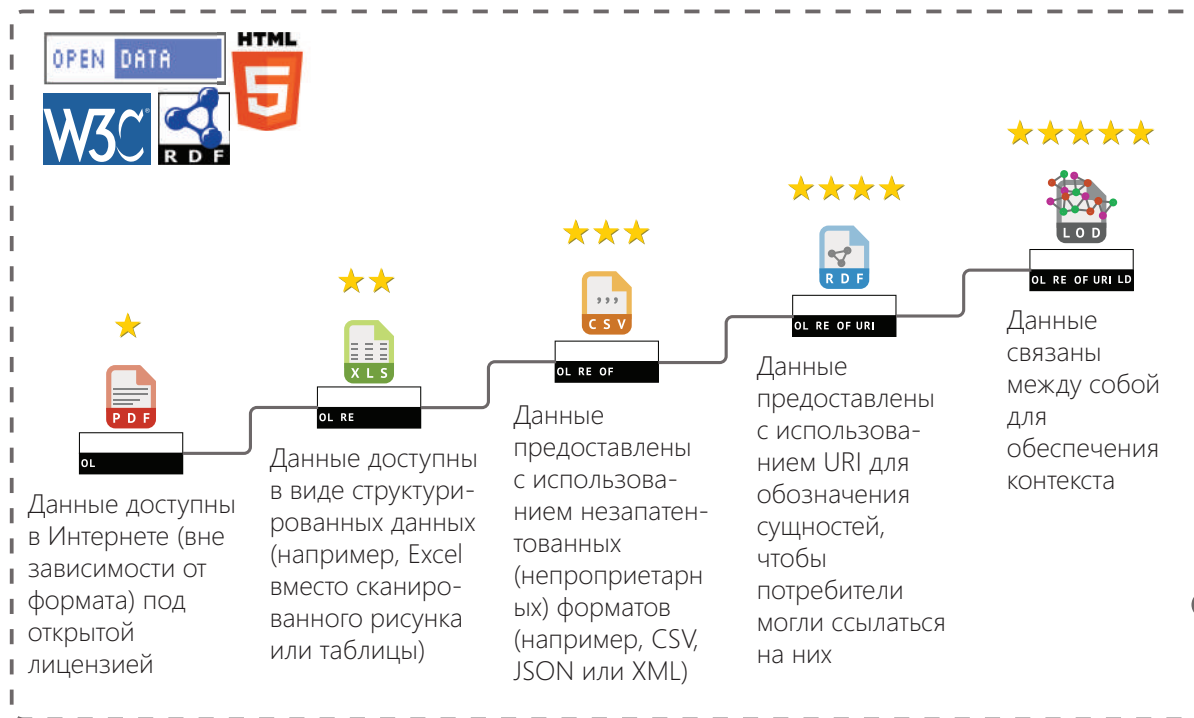 OPEN DATA
HTML
5
W3C
RDF
PDF
OL
Данные доступны
в Интернете (вне
зависимости от
формата) под
открытой
лицензией
XLS
OL RE
Данные доступны
в виде структури-
рованных данных
(например, Excel
вместо сканиро-
ванного рисунка
или таблицы)
CSV
OL RE OF
Данные
предоставлены
с использова-
нием незапатен-
тованных
(непроприетарн
ых) форматов
(например, CSV,
JSON или XML)
RDF
OL RE OF URI
Данные
предоставлены
с использова-
нием URI для
обозначения
сущностей,
чтобы
потребители
могли ссылаться
на них
LOD
OL RE OF URI LD
Данные
связаны
между собой
для
обеспечения
контекста